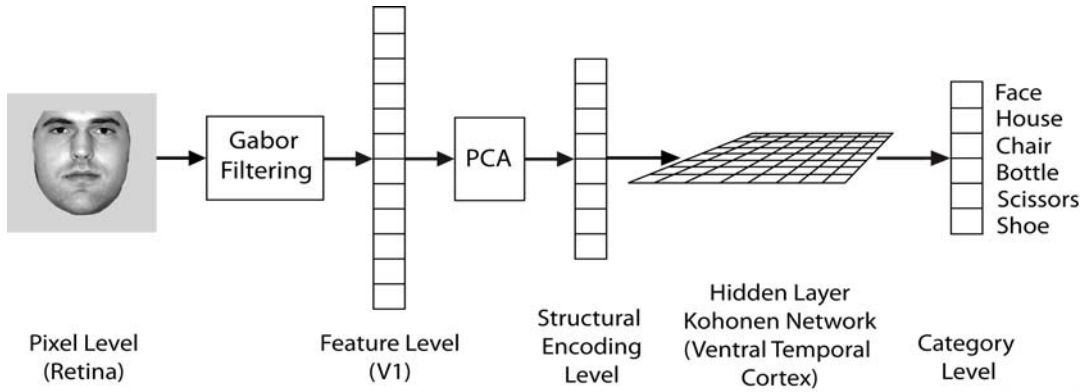 Gabor
Filtering
PCA
Face
House
Chair
Bottle
Scissors
Shoe
Pixel Level
(Retina)
Feature Level
(V1)
Structural
Encoding
Level
Hidden Layer
Kohonen Network
(Ventral Temporal
Cortex)
Category
Level